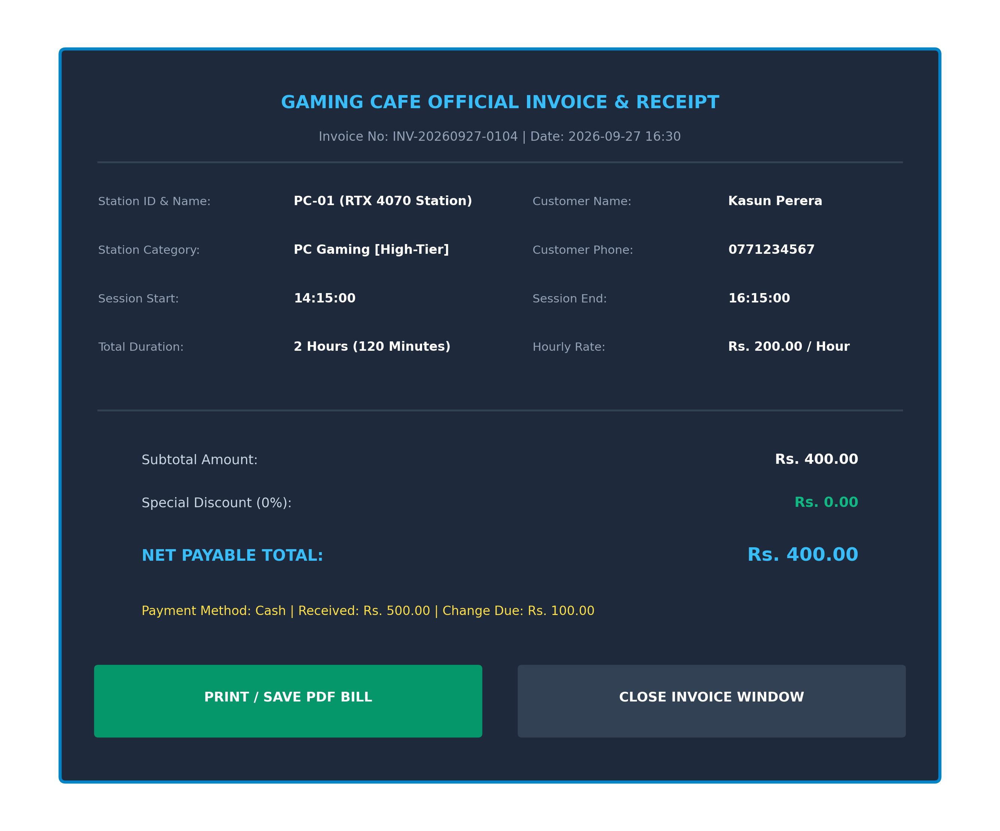 GAMING CAFE OFFICIAL INVOICE & RECEIPT
Invoice No: INV-20260927-0104 | Date: 2026-09-27 16:30
Station ID & Name: PC-01 (RTX 4070 Station) Customer Name: Kasun Perera
Station Category: PC Gaming [High-Tier] Customer Phone: 0771234567
Session Start: 14:15:00 Session End: 16:15:00
Total Duration: 2 Hours (120 Minutes) Hourly Rate: Rs. 200.00 / Hour
Subtotal Amount: Rs. 400.00
Special Discount (0%): Rs. 0.00
NET PAYABLE TOTAL: Rs. 400.00
Payment Method: Cash | Received: Rs. 500.00 | Change Due: Rs. 100.00
PRINT / SAVE PDF BILL CLOSE INVOICE WINDOW